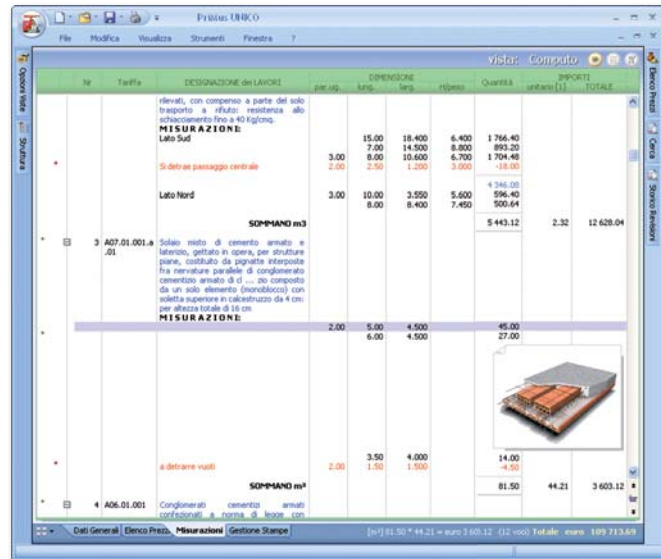 PriMus UNICO
File Modifica Visualizza Strumenti Finestra ?
vista: Computo
Opzioni Viste
Struttura
Elenco Prezzi
Cerca
Storico Revisioni
Nr Tariffa DESIGNAZIONE dei LAVORI DIMENSIONE Quantità IMPORTI
par.ug. lung. larg. H/peso unitario [1] TOTALE
rilevati, con compenso a parte del solo
trasporto a rifiuto: resistenza allo
schiacciamento fino a 40 Kg/cmq.
MISURAZIONI:
Lato Sud 15.00 18.400 6.400 1 766.40
7.00 14.500 8.800 893.20
3.00 8.00 10.600 6.700 1 704.48
Si detrae passaggio centrale 2.00 2.50 1.200 3.000 -18.00
4 346.08
Lato Nord 3.00 10.00 3.550 5.600 596.40
8.00 8.400 7.450 500.64
SOMMANO m3 5 443.12 2.32 12 628.04
3 A07.01.001.a
.01
Solaio misto di cemento armato e
laterizio, gettato in opera, per strutture
piane, costituito da pignatte interposte
fra nervature parallele di conglomerato
cementizio armato di cl ... zio composto
da un solo elemento (monoblocco) con
soletta superiore in calcestruzzo da 4 cm:
per altezza totale di 16 cm
MISURAZIONI:
2.00 5.00 4.500 45.00
6.00 4.500 27.00
3.50 4.000 14.00
a detrarre vuoti 2.00 1.50 1.500 -4.50
SOMMANO m² 81.50 44.21 3 603.12
4 A06.01.001 Conglomerati cementizi armati
confezionati a norma di legge con
Dati Generali Elenco Prezzi Misurazioni Gestione Stampe [m²] 81.50 * 44.21 = euro 3 603.12 (12 voci) Totale euro 109 713.69